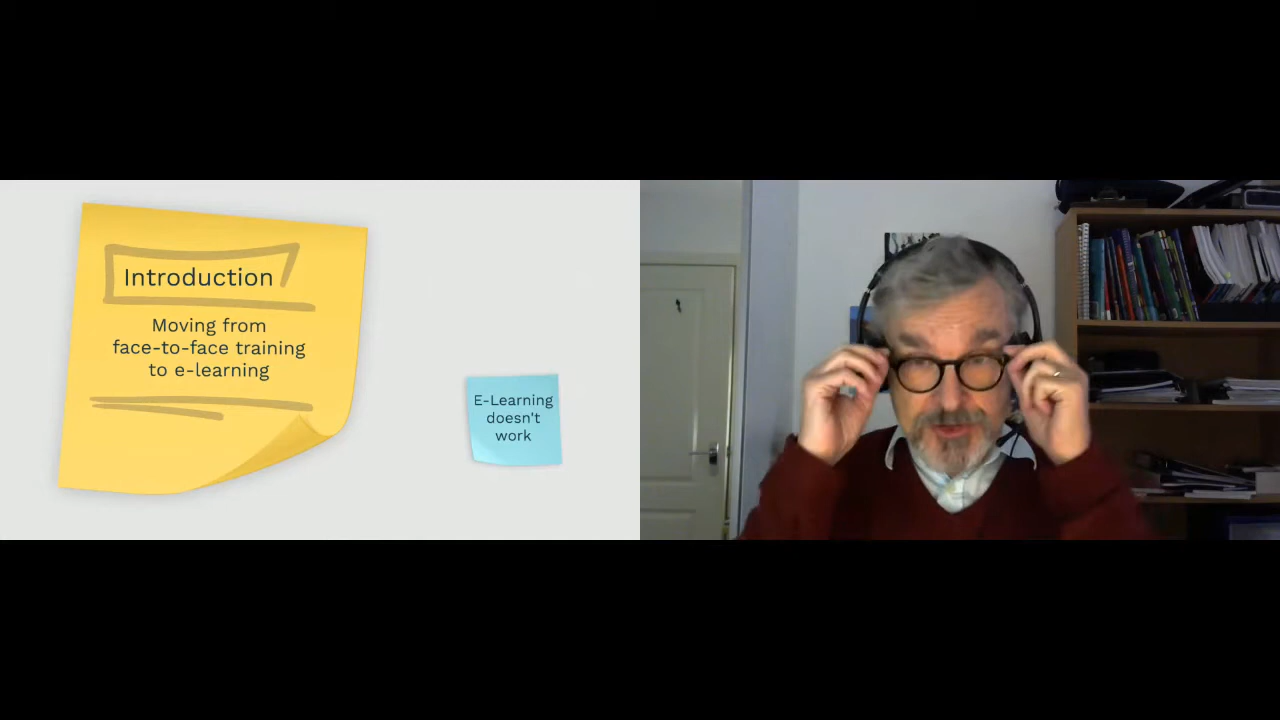 Introduction
Moving from
face-to-face training
to e-learning
E-Learning
doesn't
work